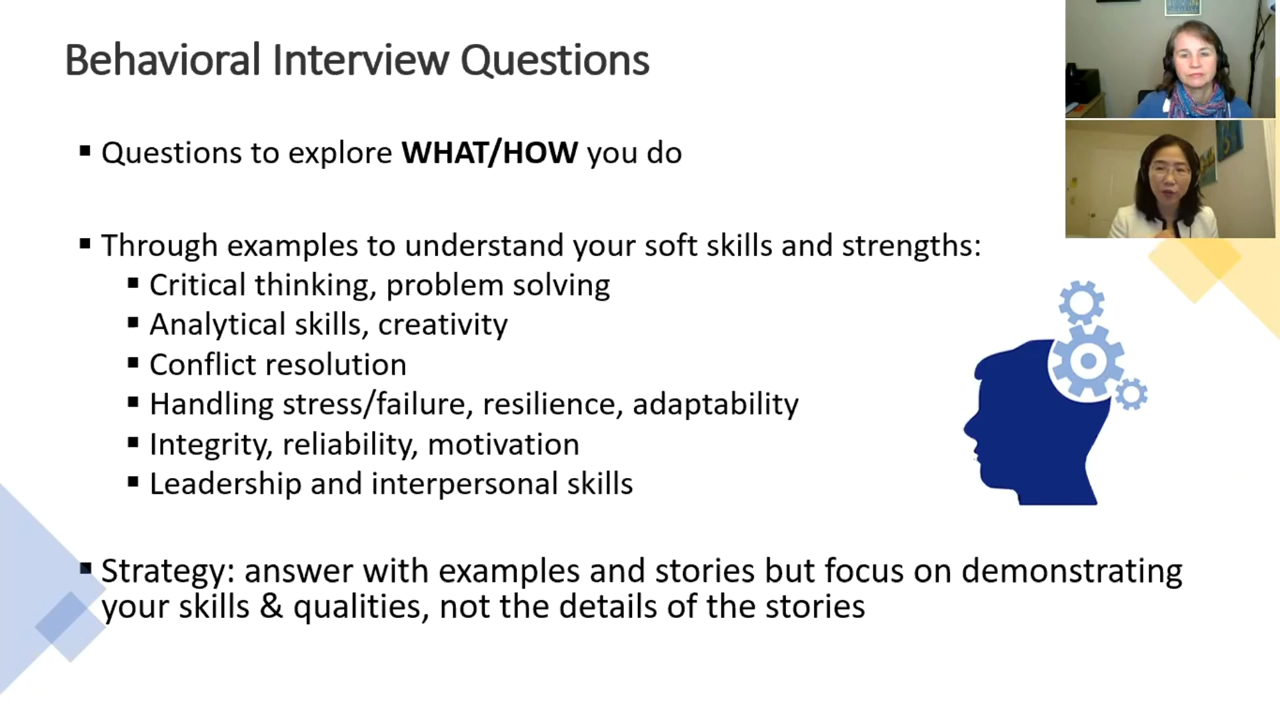 Behavioral Interview Questions
▪ Questions to explore WHAT/HOW you do
▪ Through examples to understand your soft skills and strengths:
▪ Critical thinking, problem solving
▪ Analytical skills, creativity
▪ Conflict resolution
▪ Handling stress/failure, resilience, adaptability
▪ Integrity, reliability, motivation
▪ Leadership and interpersonal skills
▪ Strategy: answer with examples and stories but focus on demonstrating
your skills & qualities, not the details of the stories